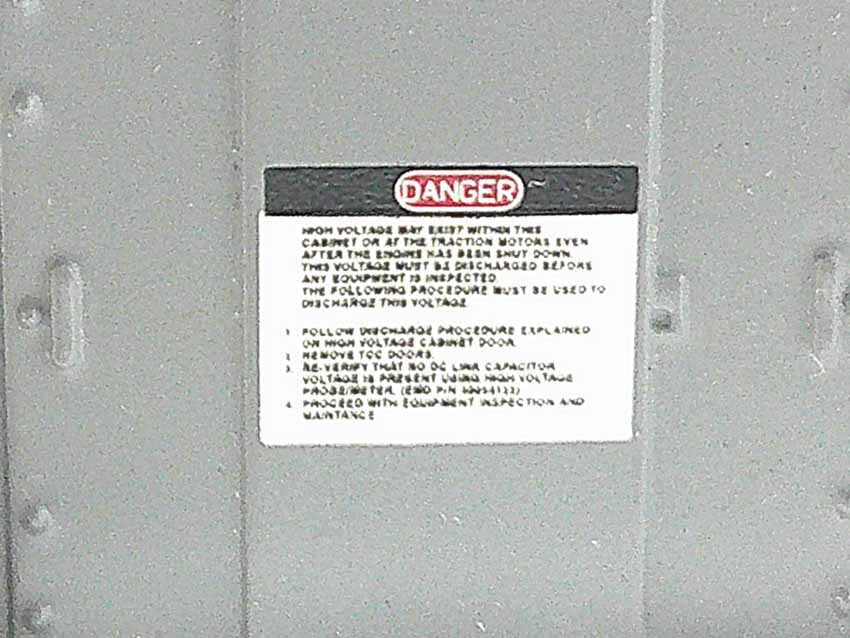 DANGER
HIGH VOLTAGE MAY EXIST WITHIN THIS
CABINET OR AT THE TRACTION MOTORS EVEN
AFTER THE ENGINE HAS BEEN SHUT DOWN.
THIS VOLTAGE MUST BE DISCHARGED BEFORE
ANY EQUIPMENT IS INSPECTED.
THE FOLLOWING PROCEDURE MUST BE USED TO
DISCHARGE THIS VOLTAGE
1. FOLLOW DISCHARGE PROCEDURE EXPLAINED
ON HIGH VOLTAGE CABINET DOOR.
2. REMOVE TCC DOORS.
3. RE-VERIFY THAT NO DC LINK CAPACITOR
VOLTAGE IS PRESENT USING HIGH VOLTAGE
PROBE/METER. (EMD P/N
4. PROCEED WITH EQUIPMENT INSPECTION AND
MAINTANCE